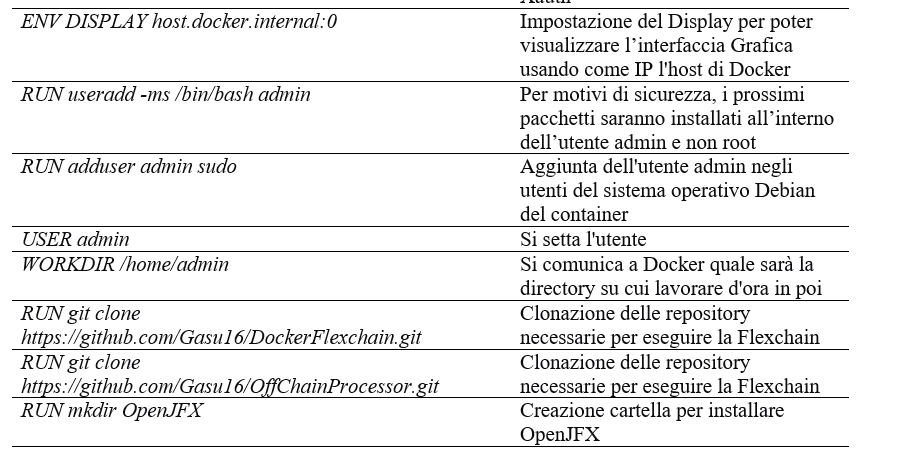 ENV DISPLAY host.docker.internal:0
Impostazione del Display per poter
visualizzare l’interfaccia Grafica
usando come IP l'host di Docker
RUN useradd -ms /bin/bash admin
Per motivi di sicurezza, i prossimi
pacchetti saranno installati all’interno
dell’utente admin e non root
RUN adduser admin sudo
Aggiunta dell'utente admin negli
utenti del sistema operativo Debian
del container
USER admin
Si setta l'utente
WORKDIR /home/admin
Si comunica a Docker quale sarà la
directory su cui lavorare d'ora in poi
RUN git clone
https://github.com/Gasu16/DockerFlexchain.git
Clonazione delle repository
necessarie per eseguire la Flexchain
RUN git clone
https://github.com/Gasu16/OffChainProcessor.git
Clonazione delle repository
necessarie per eseguire la Flexchain
RUN mkdir OpenJFX
Creazione cartella per installare
OpenJFX